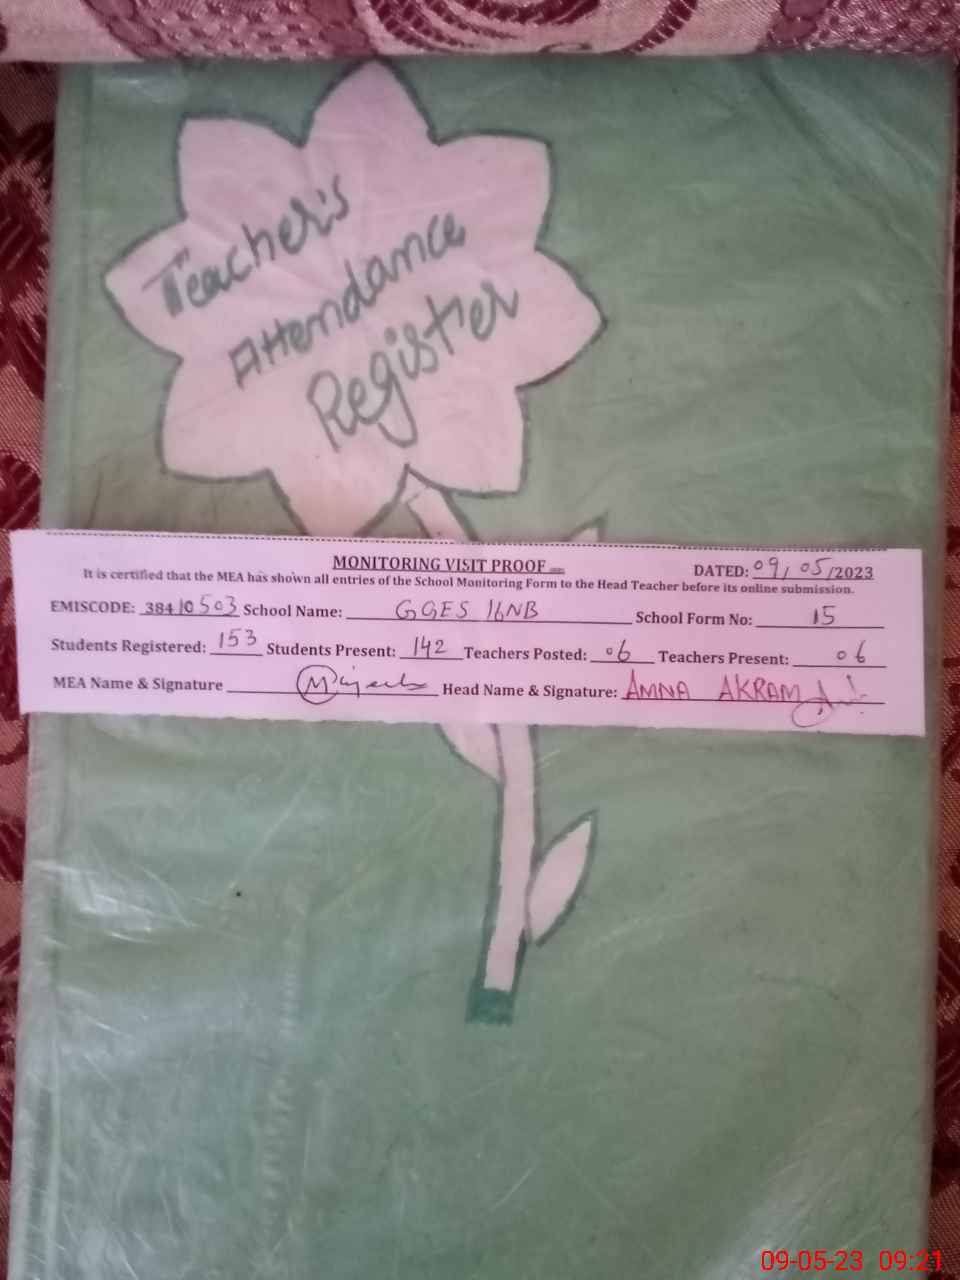 Teacher's
Attendance
Register
MONITORING VISIT PROOF
DATED: 09/05/2023
It is certified that the MEA has shown all entries of the School Monitoring Form to the Head Teacher before its online submission.
EMISCODE: 38410503 School Name: GGES 16NB School Form No: 15
Students Registered: 153 Students Present: 142 Teachers Posted: 06 Teachers Present: 06
MEA Name & Signature Head Name & Signature: AMNA AKRAM
09-05-23 09:21